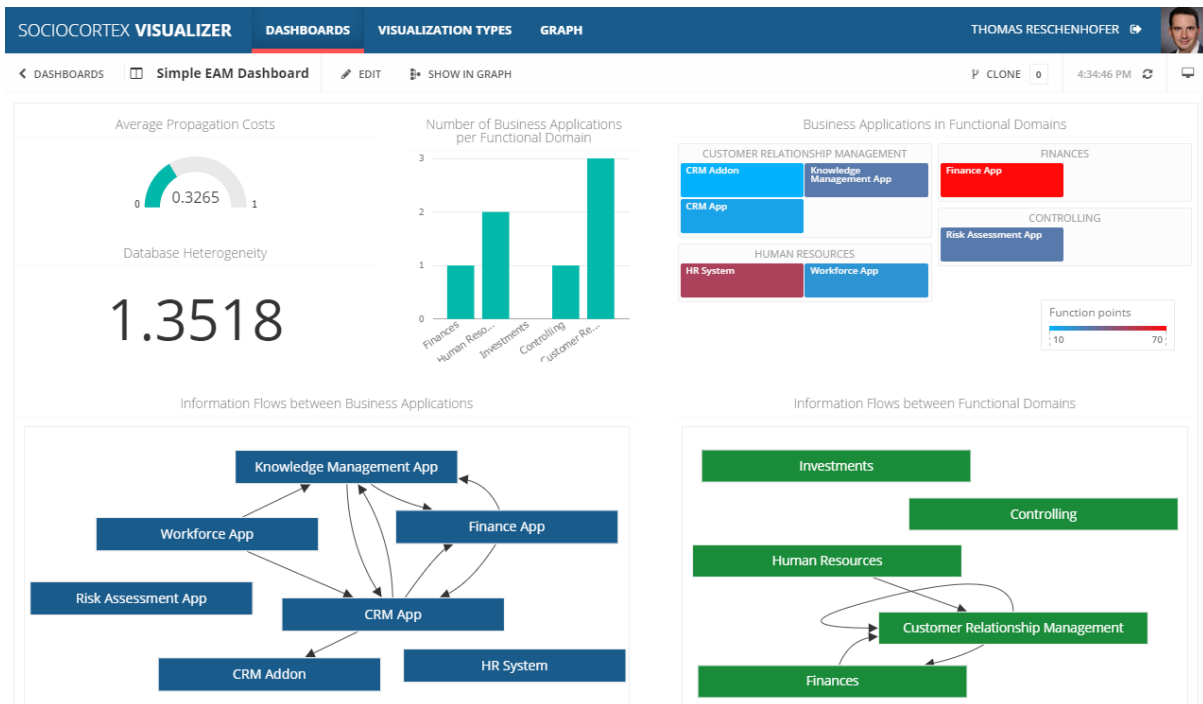 SOCIOCORTEX VISUALIZER
DASHBOARDS
VISUALIZATION TYPES
GRAPH
THOMAS RESCHENHOFER
DASHBOARDS
Simple EAM Dashboard
EDIT
SHOW IN GRAPH
CLONE 0
4:34:46 PM
Average Propagation Costs
0.3265
0
1
Database Heterogeneity
1.3518
Number of Business Applications
per Functional Domain
3
2
1
0
Finances
Human Reso...
Investments
Controlling
Customer Re...
Business Applications in Functional Domains
CUSTOMER RELATIONSHIP MANAGEMENT
CRM Addon
Knowledge
Management App
CRM App
FINANCES
Finance App
CONTROLLING
Risk Assessment App
HUMAN RESOURCES
HR System
Workforce App
Function points
10
70
Information Flows between Business Applications
Knowledge Management App
Workforce App
Finance App
Risk Assessment App
CRM App
CRM Addon
HR System
Information Flows between Functional Domains
Investments
Controlling
Human Resources
Customer Relationship Management
Finances